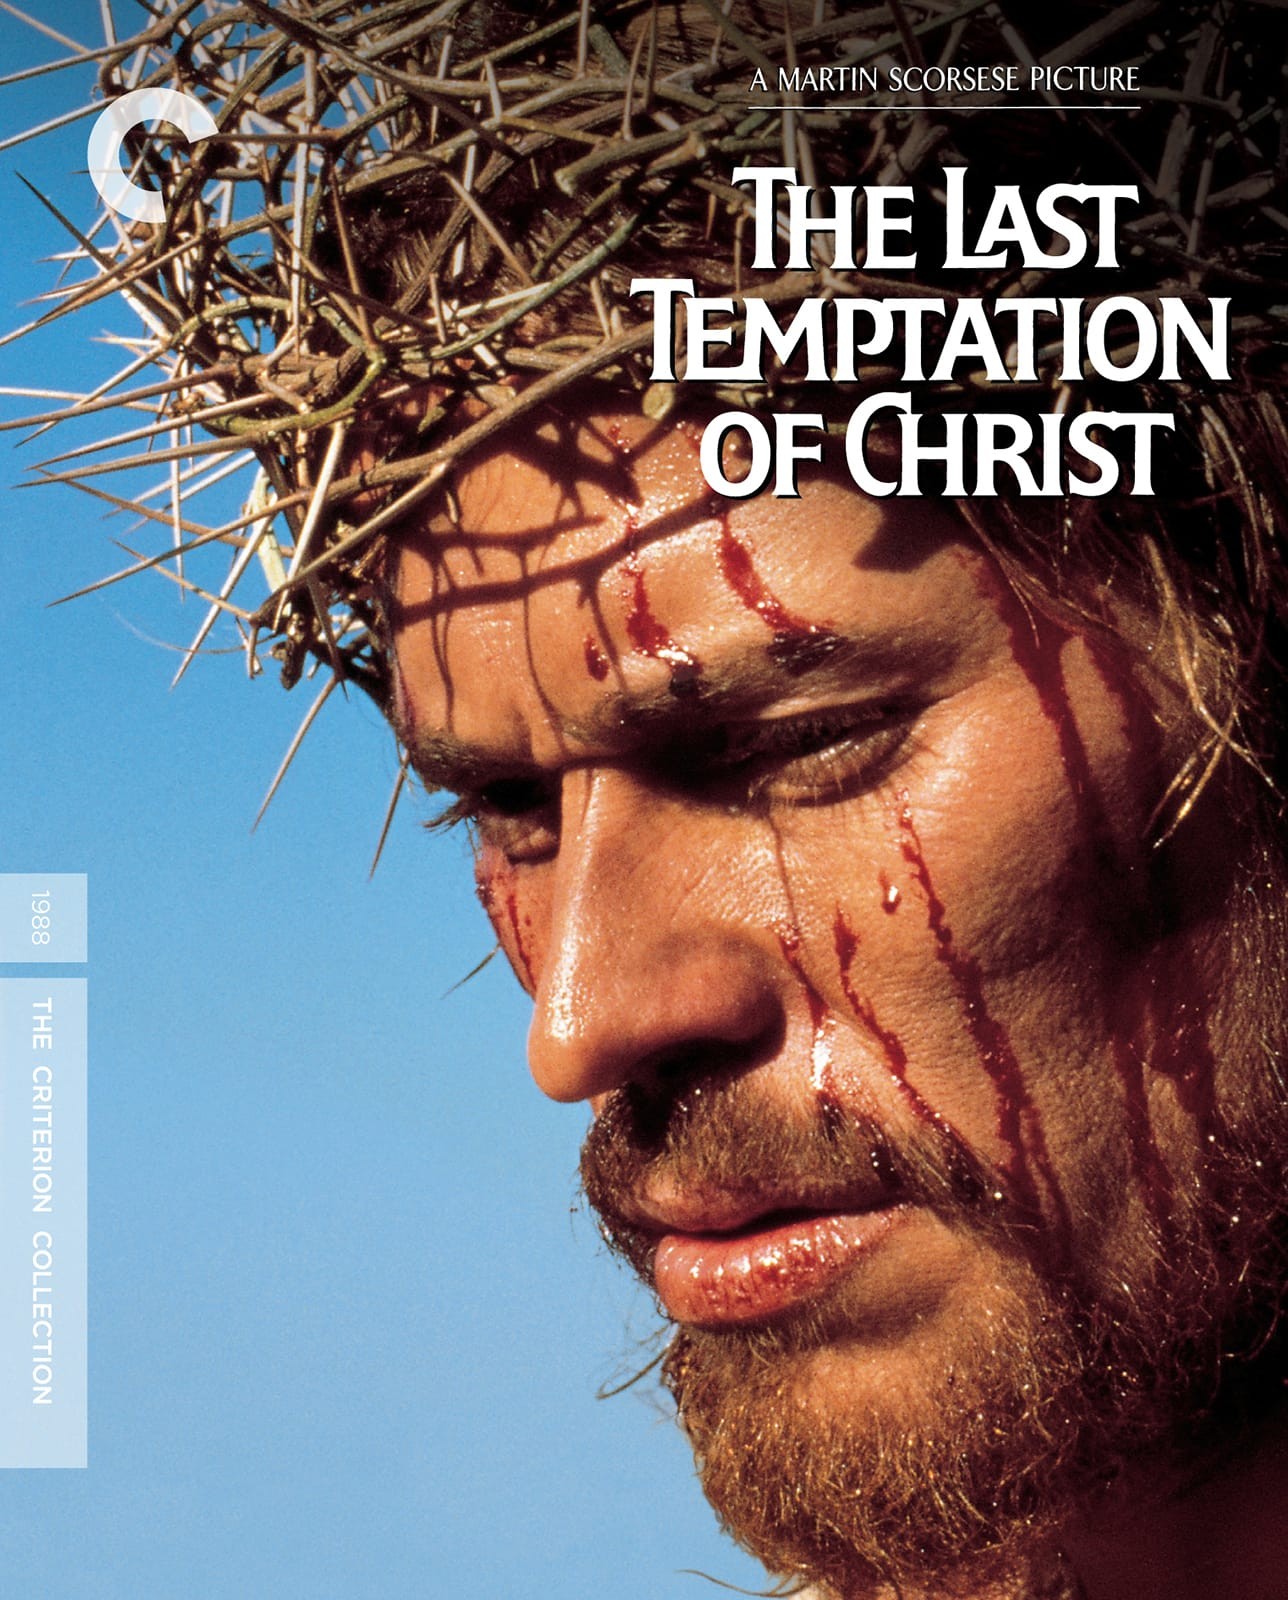 A MARTIN SCORSESE PICTURE
THE LAST
TEMPTATION
OF CHRIST
1988
THE CRITERION COLLECTION